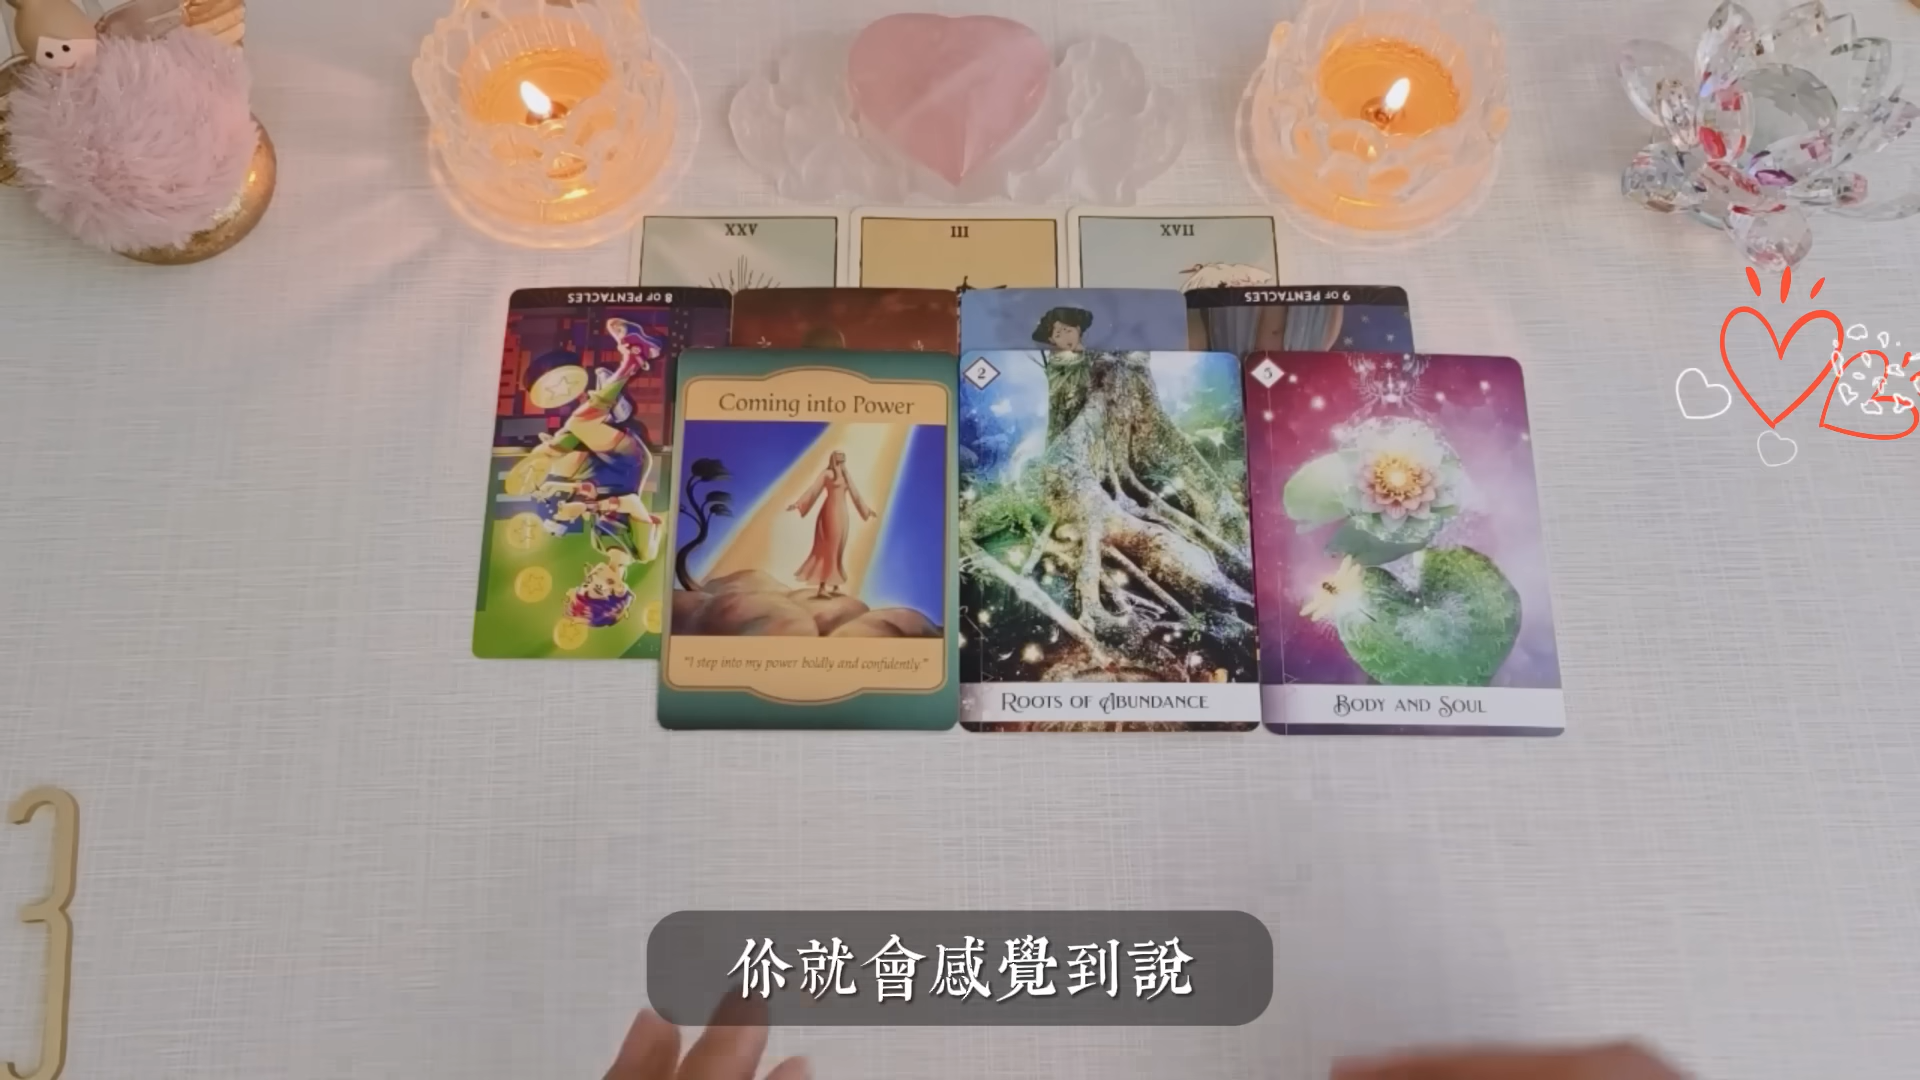 XXV
III
XVII
8 OF PENTACLES
9 OF PENTACLES
Coming into Power
2
5
"I step into my power boldly and confidently"
ROOTS OF ABUNDANCE
BODY AND SOUL
3
你就會感覺到說